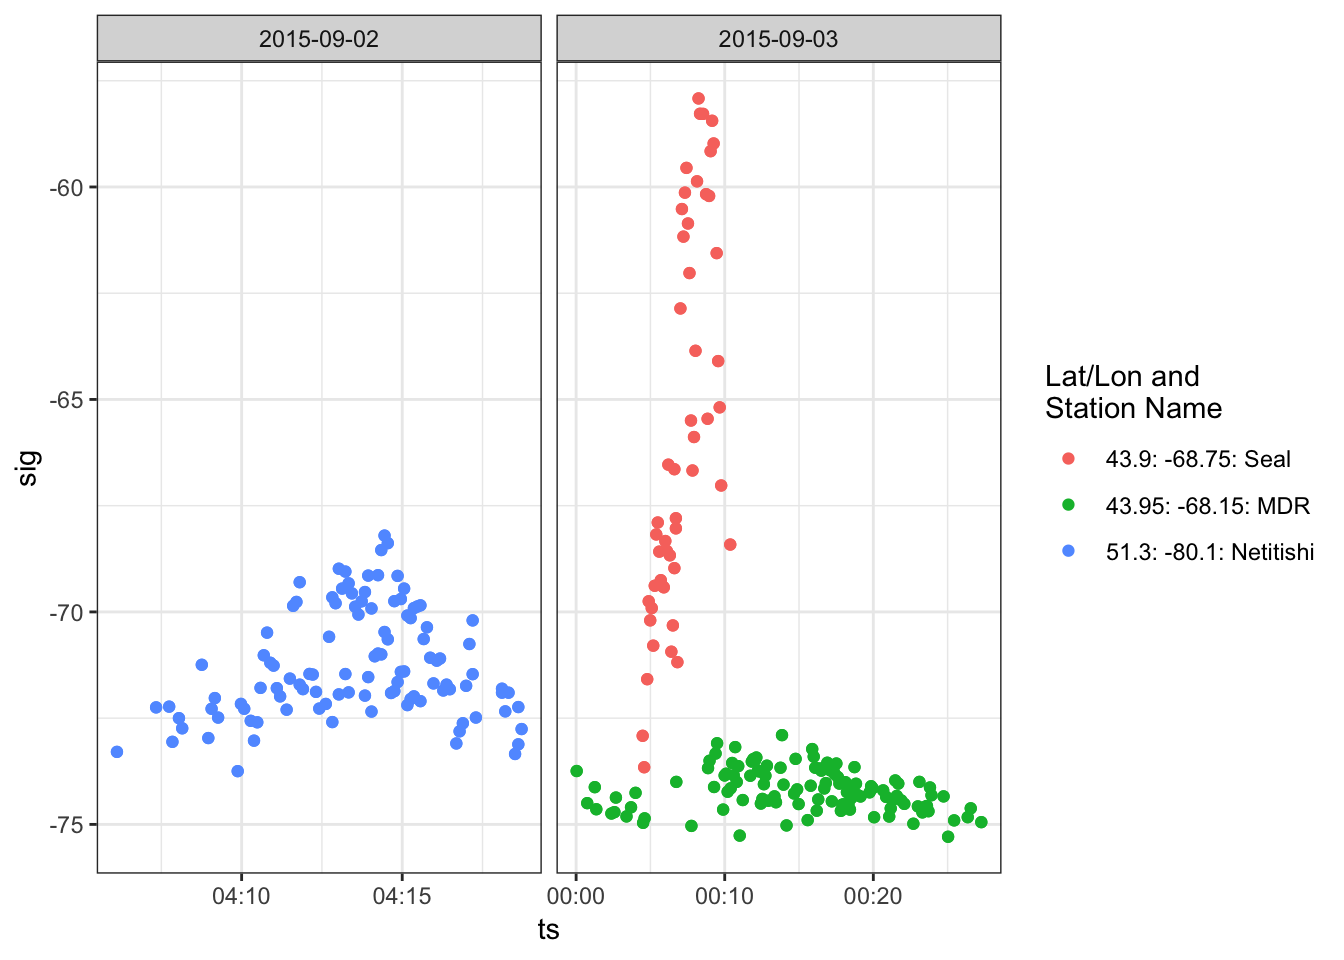 2015-09-02
2015-09-03
-60
-65
-70
-75
sig
04:10
04:15
00:00
00:10
00:20
ts
Lat/Lon and
Station Name
43.9: -68.75: Seal
43.95: -68.15: MDR
51.3: -80.1: Netitishi